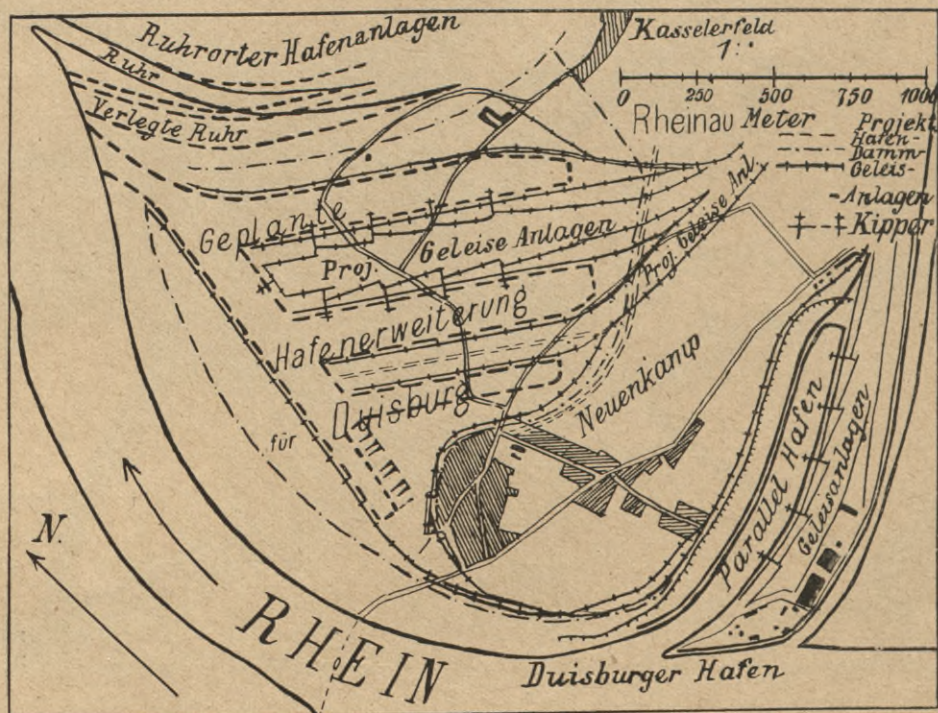 Ruhrorter Hafenanlagen
Ruhr
Verlegte Ruhr
Kasselerfeld
1:
0 250 500 750 1000
Rheinau Meter
Projekt.
Hafen-
Damm-
Geleis-
-Anlagen
Kipper
Geplante
Geleise Anlagen
Proj.
Proj. Geleise Anl.
Hafenerweiterung
Duisburg
für
Neuenkamp
Parallel Hafen
Geleisanlagen
N.
RHEIN
Duisburger Hafen